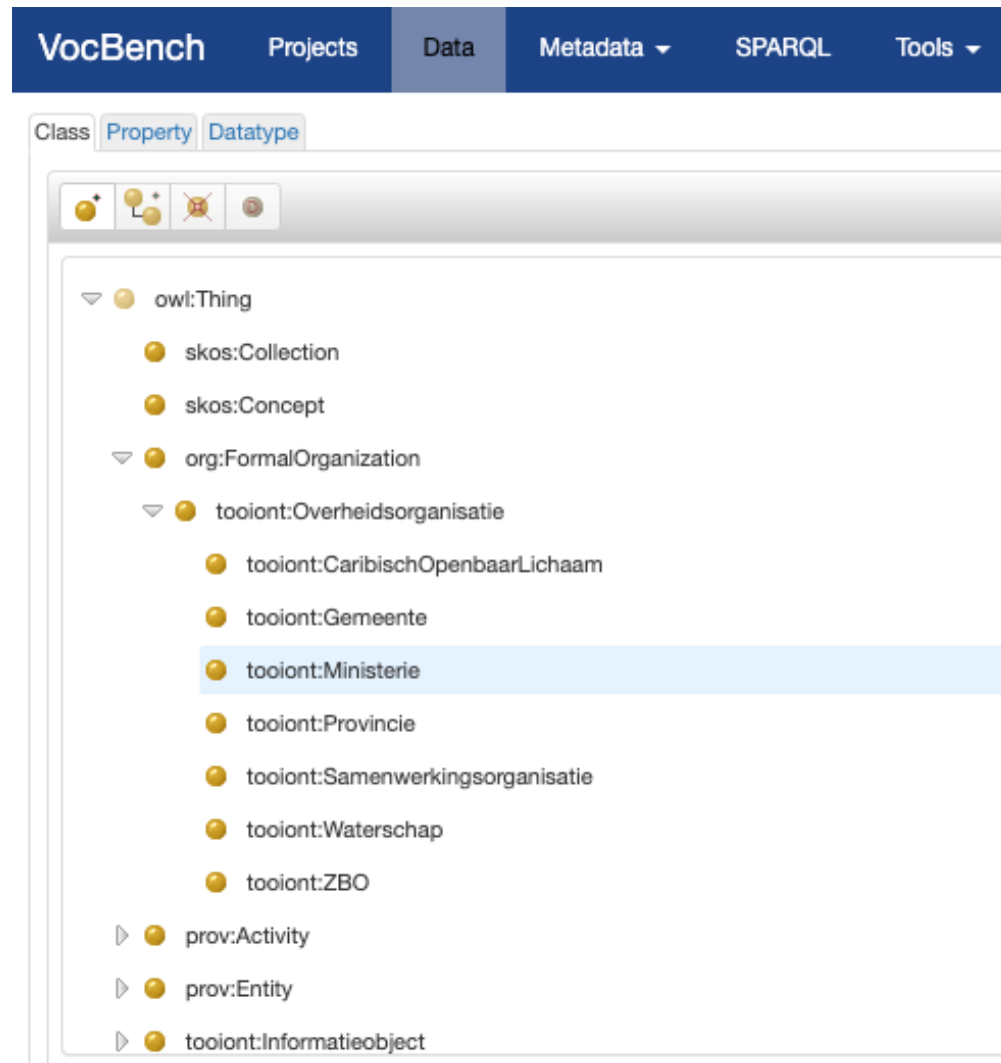 VocBench Projects Data Metadata SPARQL Tools
Class Property Datatype
owl:Thing
skos:Collection
skos:Concept
org:FormalOrganization
tooiont:Overheidsorganisatie
tooiont:CaribischOpenbaarLichaam
tooiont:Gemeente
tooiont:Ministerie
tooiont:Provincie
tooiont:Samenwerkingsorganisatie
tooiont:Waterschap
tooiont:ZBO
prov:Activity
prov:Entity
tooiont:Informatieobject